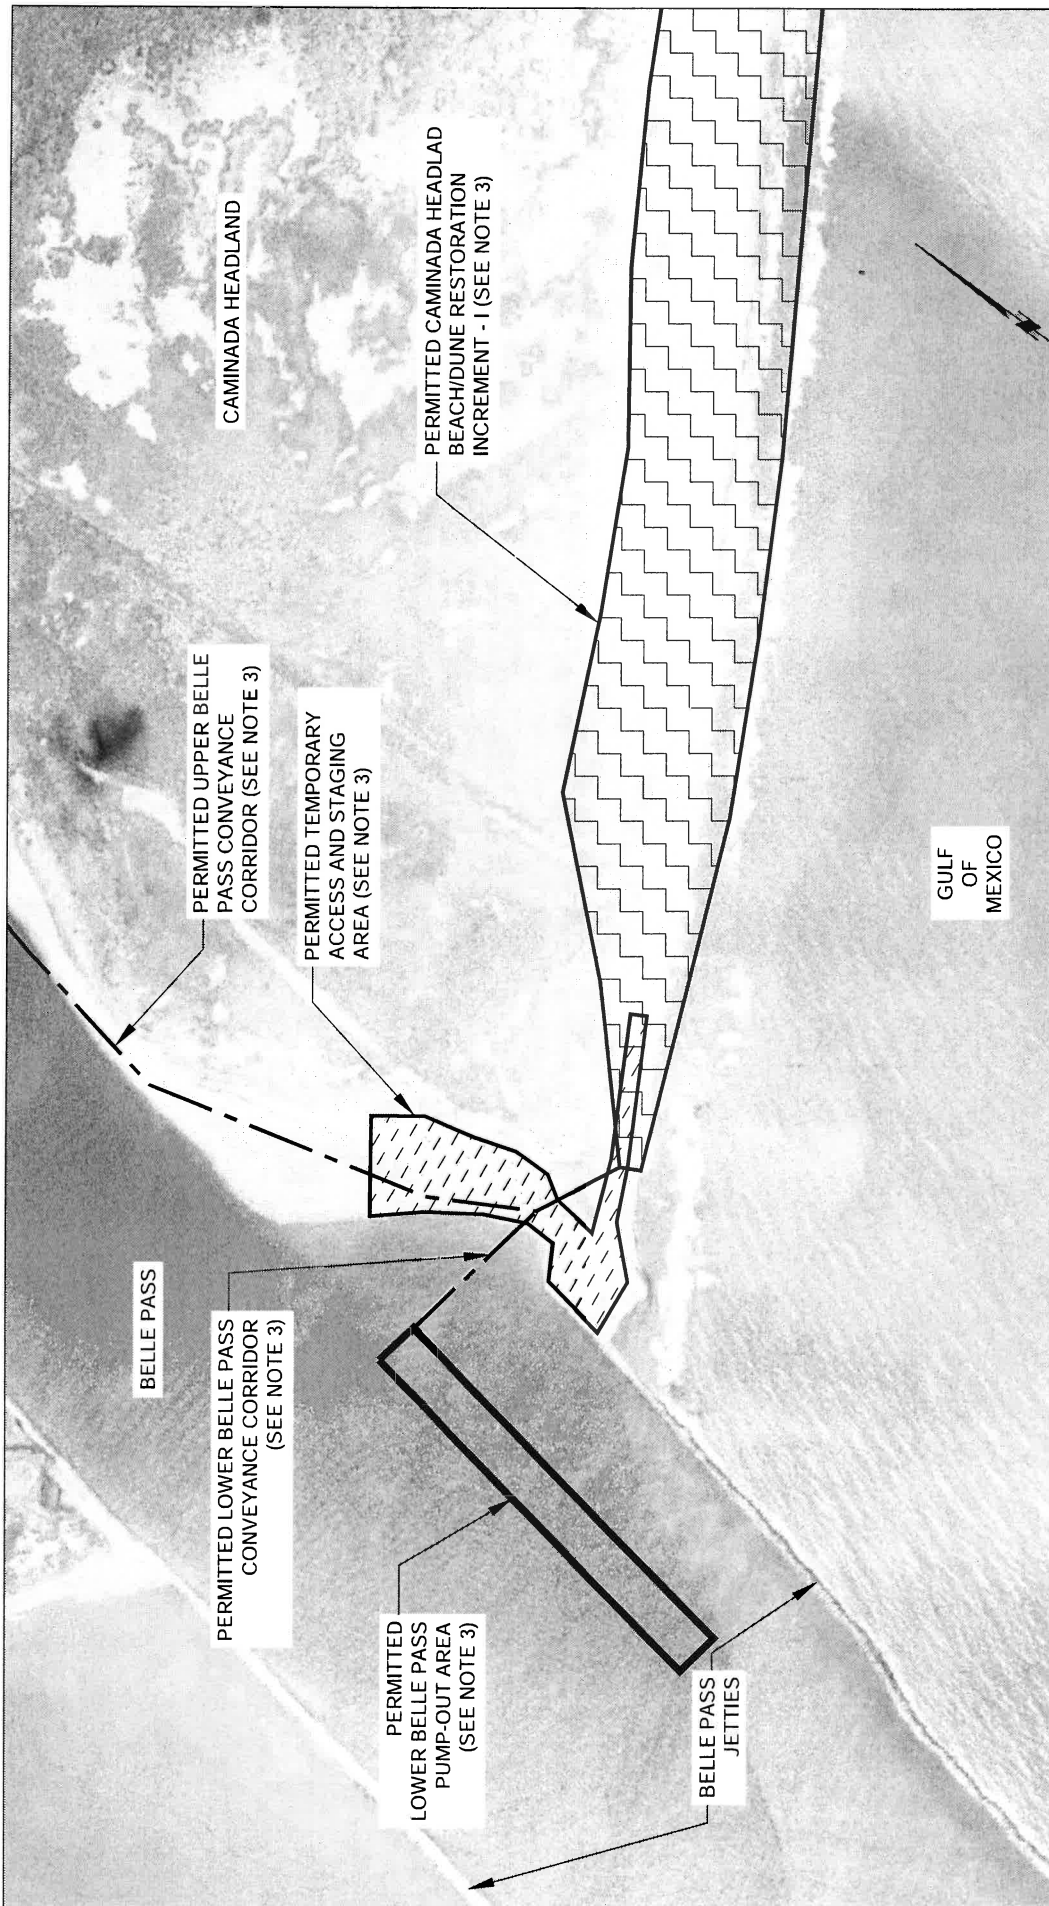 BELLE PASS
PERMITTED UPPER BELLE
PASS CONVEYANCE
CORRIDOR (SEE NOTE 3)
CAMINADA HEADLAND
PERMITTED LOWER BELLE PASS
CONVEYANCE CORRIDOR
(SEE NOTE 3)
PERMITTED TEMPORARY
ACCESS AND STAGING
AREA (SEE NOTE 3)
PERMITTED
LOWER BELLE PASS
PUMP-OUT AREA
(SEE NOTE 3)
PERMITTED CAMINADA HEADLAD
BEACH/DUNE RESTORATION
INCREMENT - I (SEE NOTE 3)
BELLE PASS
JETTIES
GULF
OF
MEXICO
N